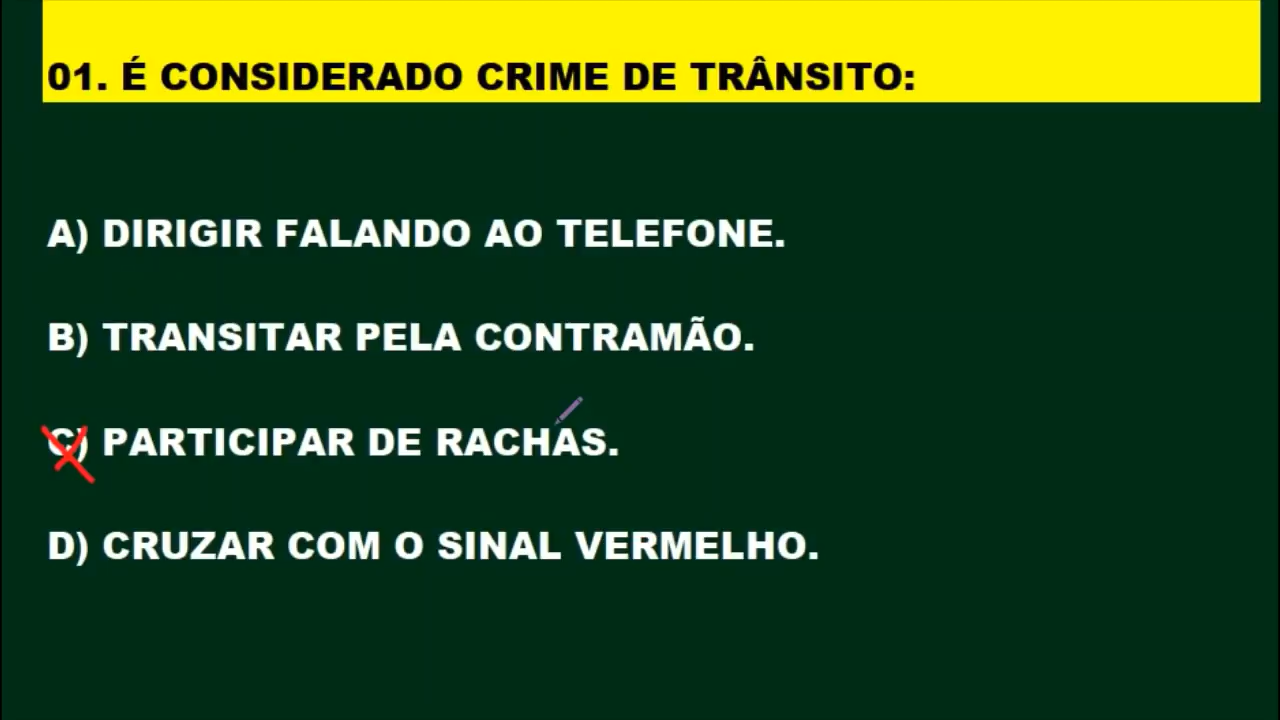 01. É CONSIDERADO CRIME DE TRÂNSITO:
A) DIRIGIR FALANDO AO TELEFONE.
B) TRANSITAR PELA CONTRAMÃO.
C) PARTICIPAR DE RACHAS.
D) CRUZAR COM O SINAL VERMELHO.